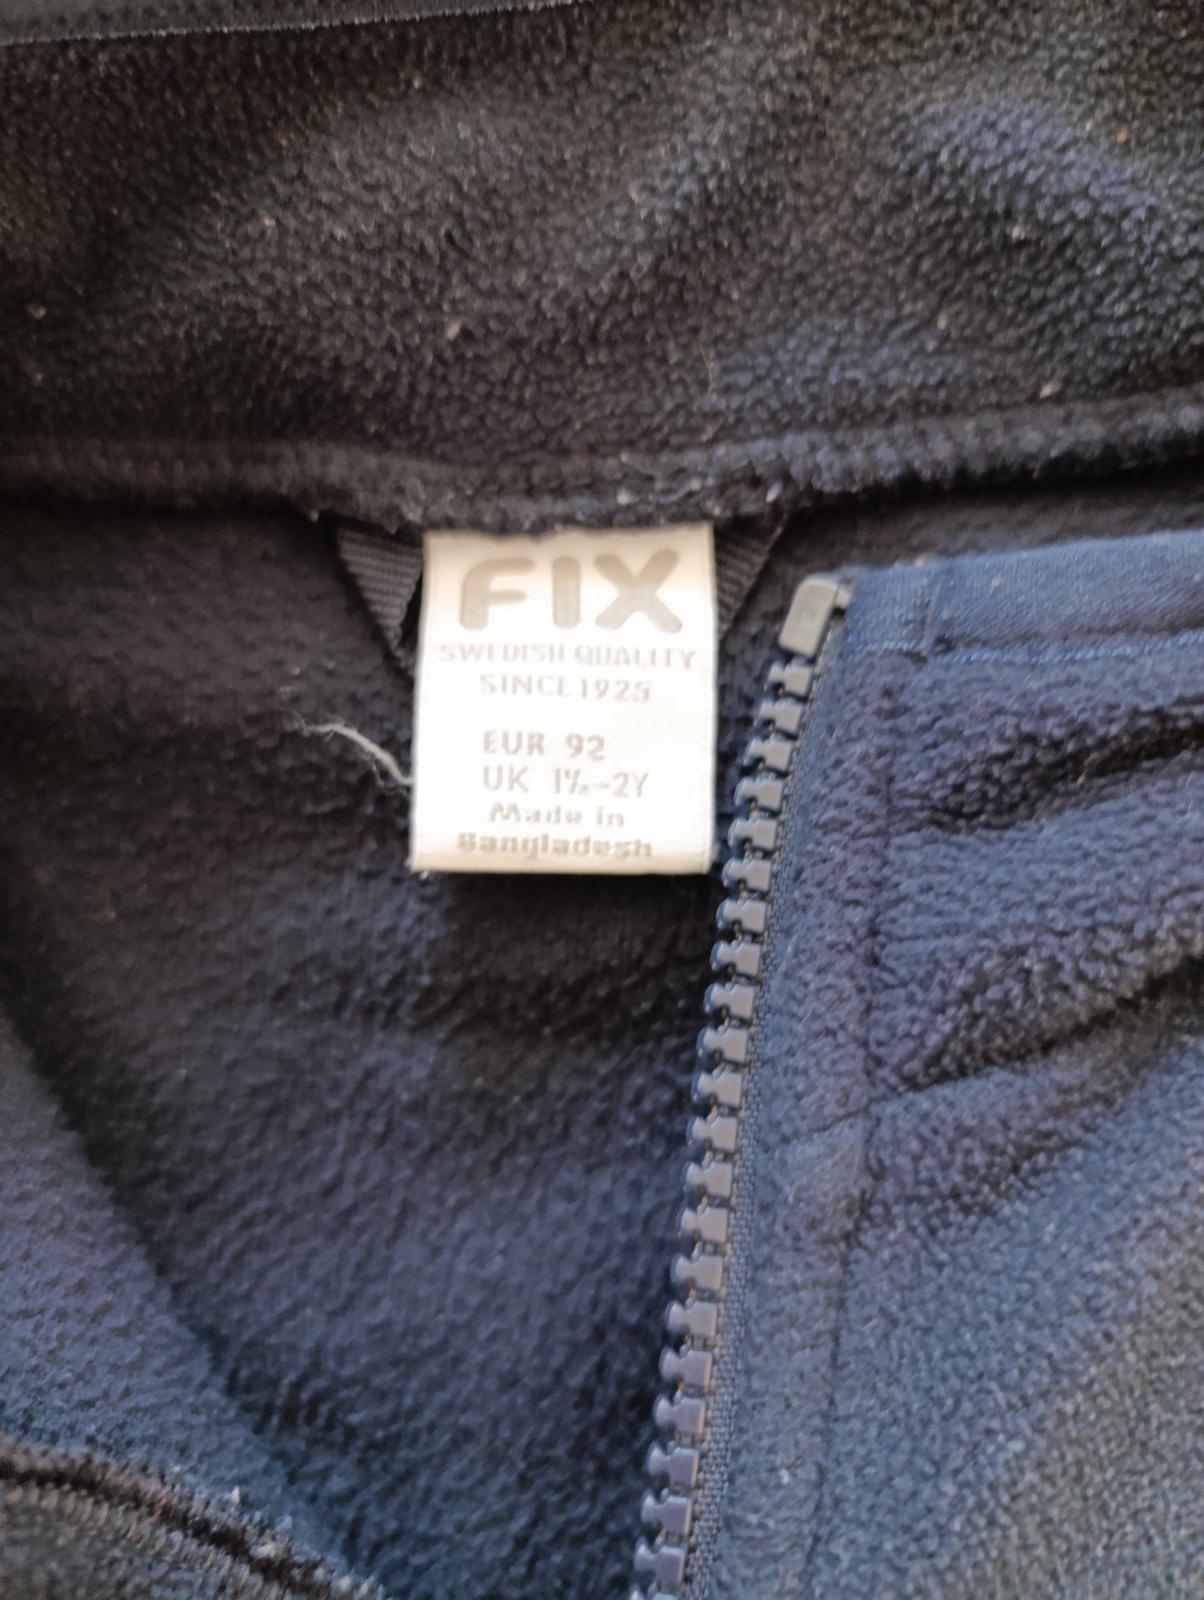 FIX
SWEDISH QUALITY
SINCE 1925
EUR 92
UK 1½-2Y
Made in
Bangladesh